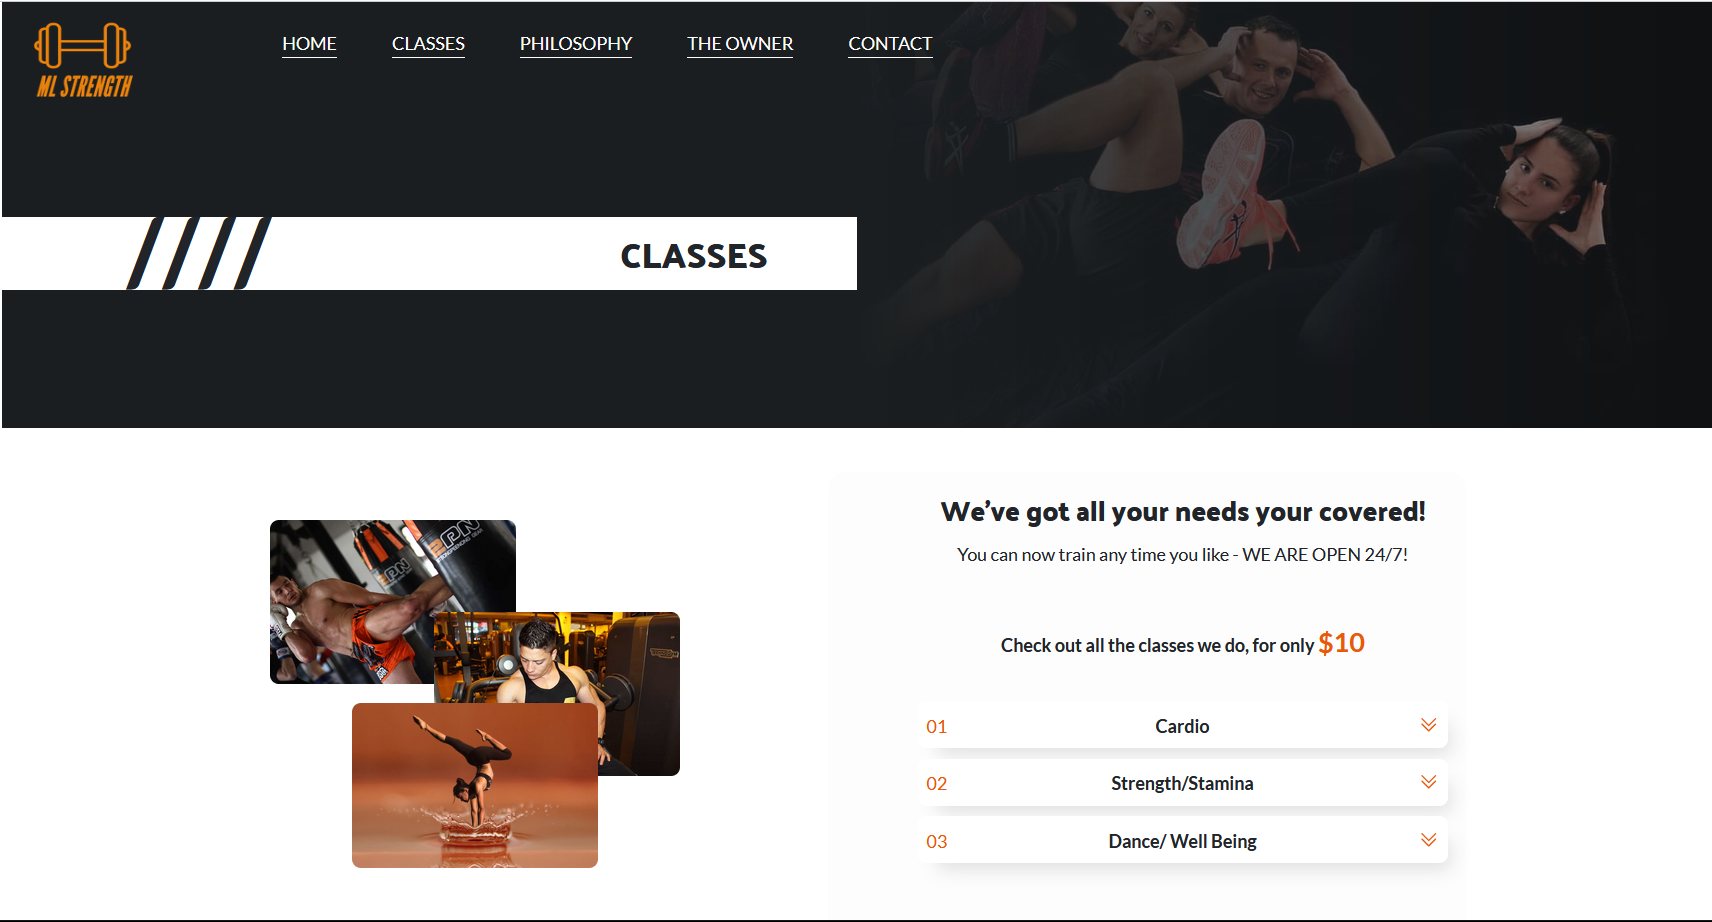 HOME CLASSES PHILOSOPHY THE OWNER CONTACT
ML STRENGTH
CLASSES
2PN
2PN
We've got all your needs your covered!
You can now train any time you like - WE ARE OPEN 24/7!
Check out all the classes we do, for only $10
01 Cardio
02 Strength/Stamina
03 Dance/ Well Being